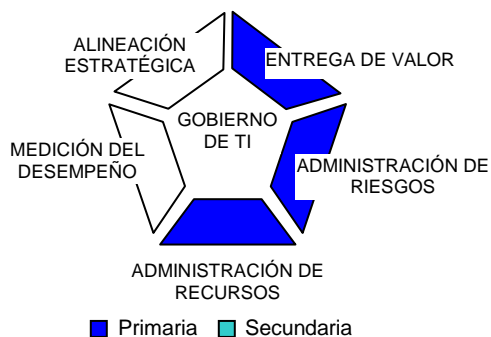 ALINEACIÓN
ESTRATÉGICA
ENTREGA DE VALOR
GOBIERNO
DE TI
MEDICIÓN DEL
DESEMPEÑO
ADMINISTRACIÓN DE
RIESGOS
ADMINISTRACIÓN DE
RECURSOS
Primaria
Secundaria